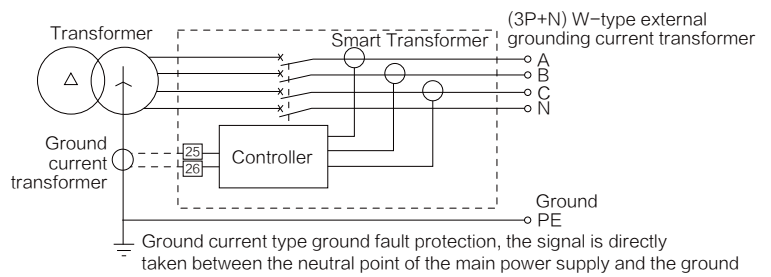 (3P+N) W-type external
grounding current transformer
Transformer
Smart Transformer
A
B
C
N
Ground
current
transformer
25
26
Controller
Ground
PE
Ground current type ground fault protection, the signal is directly
taken between the neutral point of the main power supply and the ground